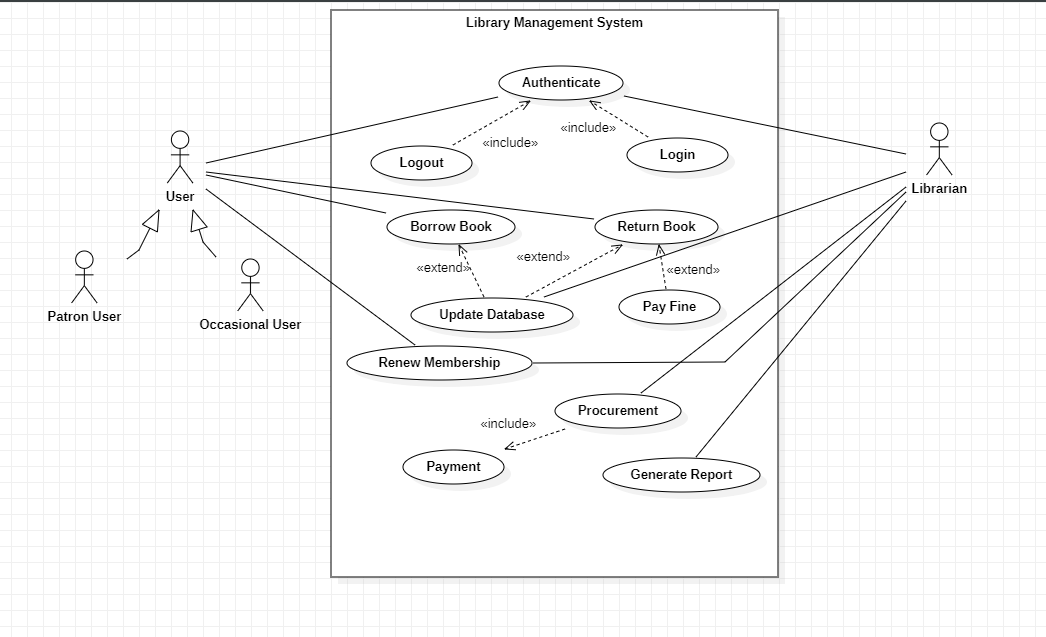 Library Management System
Authenticate
«include»
«include»
Logout
Login
User
Librarian
Borrow Book
Return Book
«extend»
«extend»
«extend»
Patron User
Occasional User
Update Database
Pay Fine
Renew Membership
Procurement
«include»
Payment
Generate Report